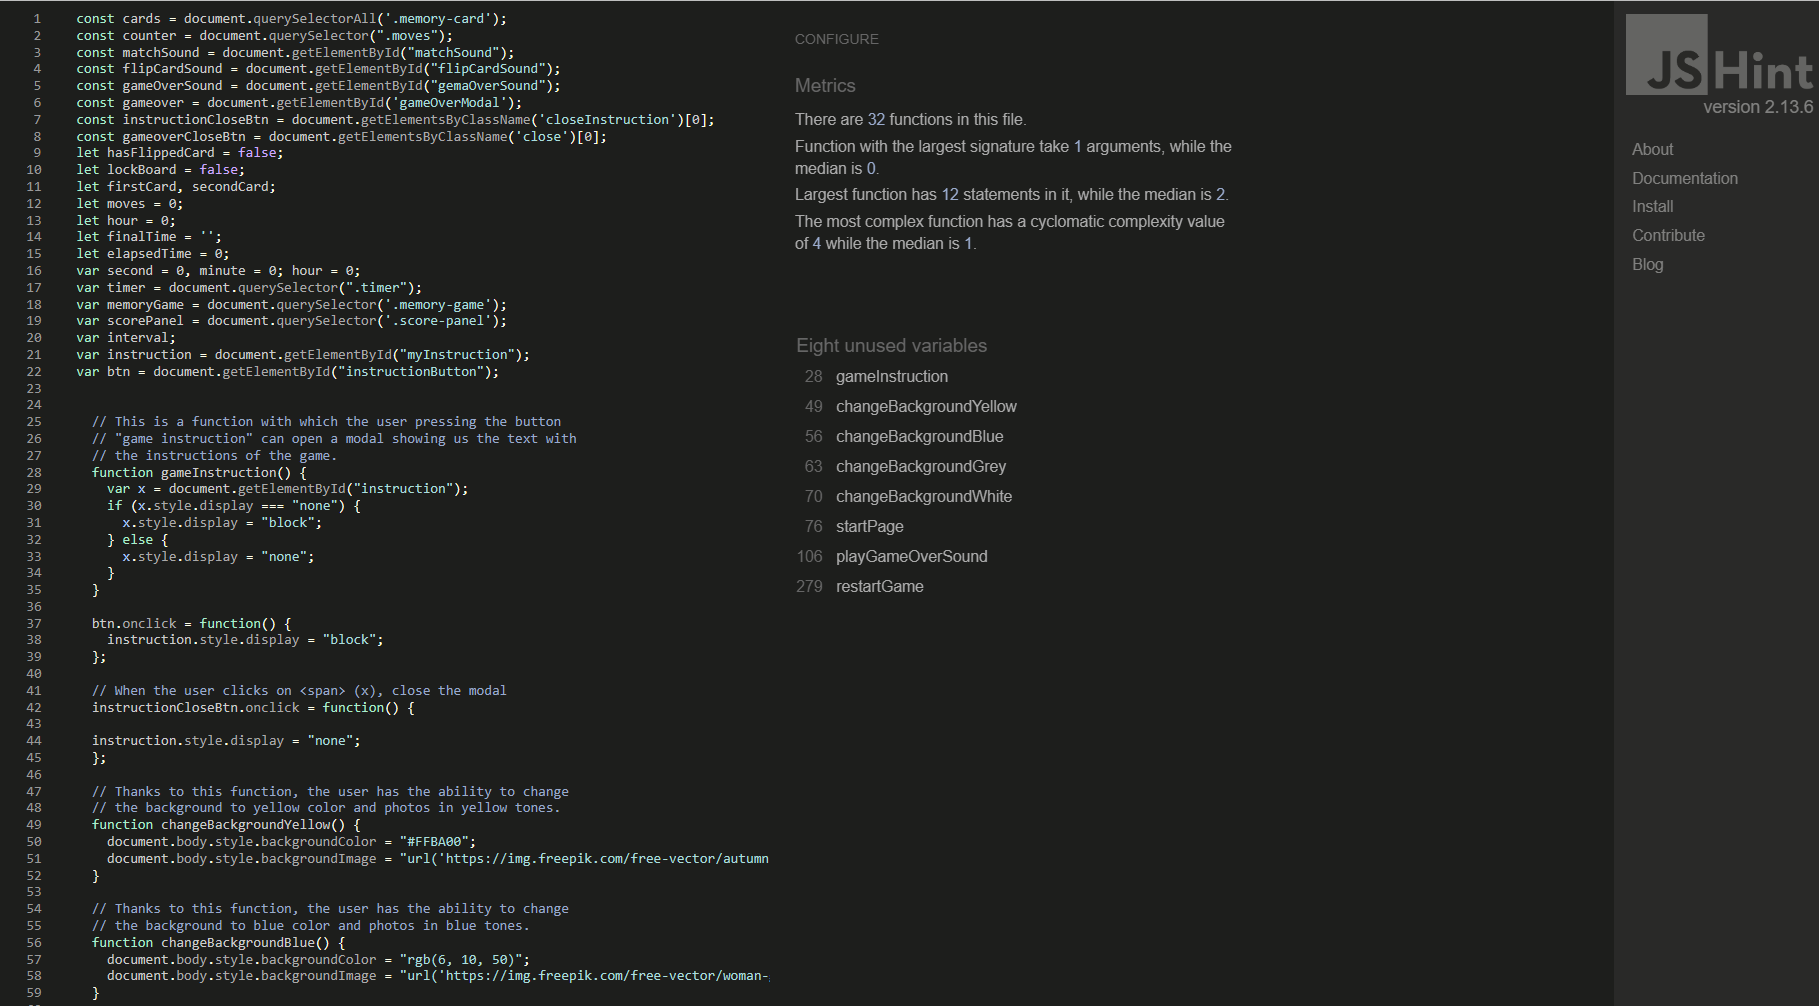 1 const cards = document.querySelectorAll('.memory-card');
2 const counter = document.querySelector(".moves");
3 const matchSound = document.getElementById("matchSound");
4 const flipCardSound = document.getElementById("flipCardSound");
5 const gameOverSound = document.getElementById("gemaOverSound");
6 const gameover = document.getElementById('gameOverModal');
7 const instructionCloseBtn = document.getElementsByClassName('closeInstruction')[0];
8 const gameoverCloseBtn = document.getElementsByClassName('close')[0];
9 let hasFlippedCard = false;
10 let lockBoard = false;
11 let firstCard, secondCard;
12 let moves = 0;
13 let hour = 0;
14 let finalTime = '';
15 let elapsedTime = 0;
16 var second = 0, minute = 0; hour = 0;
17 var timer = document.querySelector(".timer");
18 var memoryGame = document.querySelector('.memory-game');
19 var scorePanel = document.querySelector('.score-panel');
20 var interval;
21 var instruction = document.getElementById("myInstruction");
22 var btn = document.getElementById("instructionButton");
23
24
25 // This is a function with which the user pressing the button
26 // "game instruction" can open a modal showing us the text with
27 // the instructions of the game.
28 function gameInstruction() {
29 var x = document.getElementById("instruction");
30 if (x.style.display === "none") {
31 x.style.display = "block";
32 } else {
33 x.style.display = "none";
34 }
35 }
36
37 btn.onclick = function() {
38 instruction.style.display = "block";
39 };
40
41 // When the user clicks on <span> (x), close the modal
42 instructionCloseBtn.onclick = function() {
43
44 instruction.style.display = "none";
45 };
46
47 // Thanks to this function, the user has the ability to change
48 // the background to yellow color and photos in yellow tones.
49 function changeBackgroundYellow() {
50 document.body.style.backgroundColor = "#FFBA00";
51 document.body.style.backgroundImage = "url('https://img.freepik.com/free-vector/autumn
52 }
53
54 // Thanks to this function, the user has the ability to change
55 // the background to blue color and photos in blue tones.
56 function changeBackgroundBlue() {
57 document.body.style.backgroundColor = "rgb(6, 10, 50)";
58 document.body.style.backgroundImage = "url('https://img.freepik.com/free-vector/woman-
59 }
CONFIGURE
Metrics
There are 32 functions in this file.
Function with the largest signature take 1 arguments, while the
median is 0.
Largest function has 12 statements in it, while the median is 2.
The most complex function has a cyclomatic complexity value
of 4 while the median is 1.
Eight unused variables
28 gameInstruction
49 changeBackgroundYellow
56 changeBackgroundBlue
63 changeBackgroundGrey
70 changeBackgroundWhite
76 startPage
106 playGameOverSound
279 restartGame
JSHint
version 2.13.6
About
Documentation
Install
Contribute
Blog